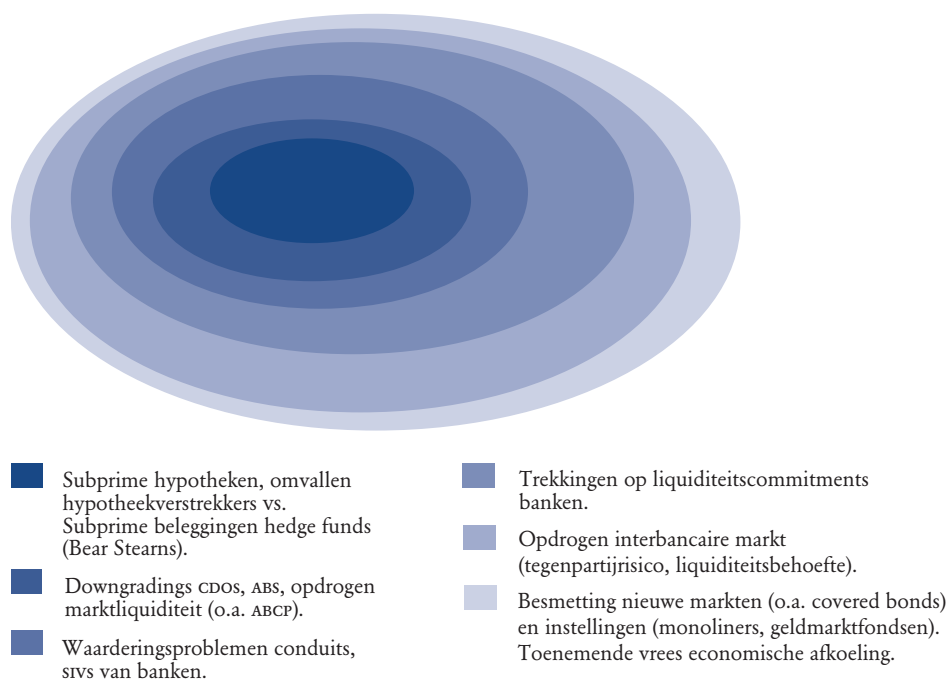 Subprime hypotheken, omvallen
hypotheekverstrekkers vs.
Subprime beleggingen hedge funds
(Bear Stearns).
Downgradings CDOS, ABS, opdrogen
marktliquiditeit (o.a. ABCP).
Waarderingsproblemen conduits,
SIVS van banken.
Trekkingen op liquiditeitscommitments
banken.
Opdrogen interbancaire markt
(tegenpartijrisico, liquiditeitsbehoefte).
Besmetting nieuwe markten (o.a. covered bonds)
en instellingen (monoliners, geldmarktfondsen).
Toenemende vrees economische afkoeling.